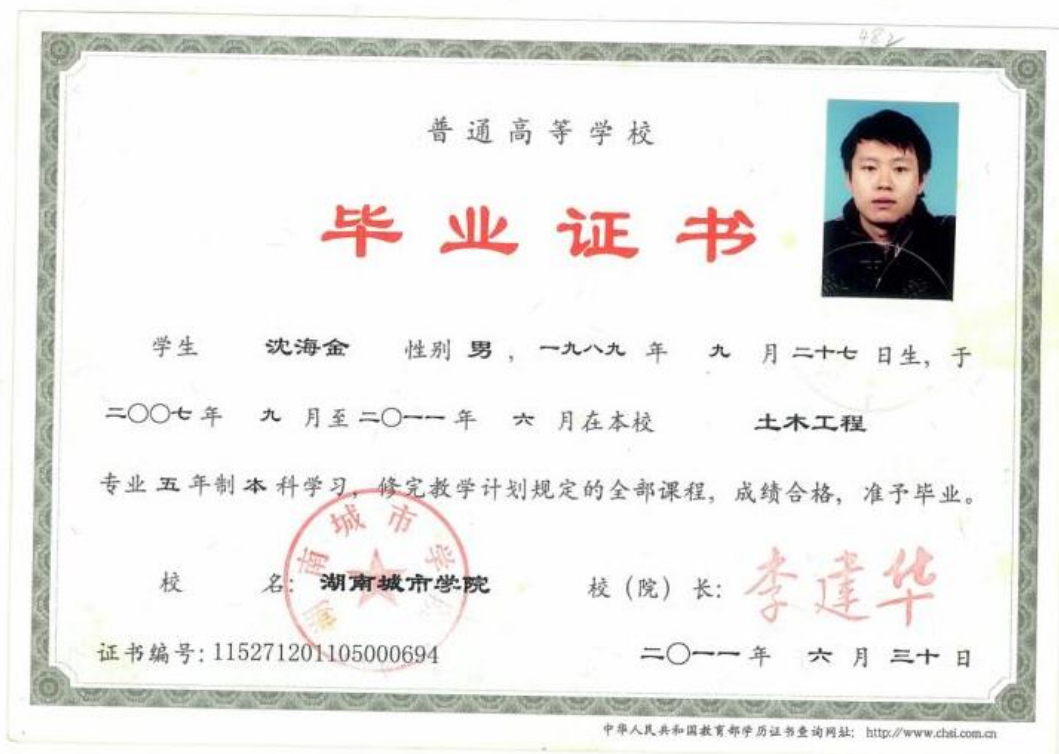 482
普通高等学校
毕业证书
学生 沈海金 性别 男 , 一九八九 年 九 月 二十七 日生, 于
二〇〇七 年 九 月至 二〇一一 年 六 月在本校 土木工程
专业 五 年制 本 科学习, 修完教学计划规定的全部课程, 成绩合格, 准予毕业。
湖南城市学院
校 名: 湖南城市学院 校 (院) 长: 李建华
证书编号: 115271201105000694 二〇一一 年 六 月 三十 日
中华人民共和国教育部学历证书查询网址: http://www.chsi.com.cn